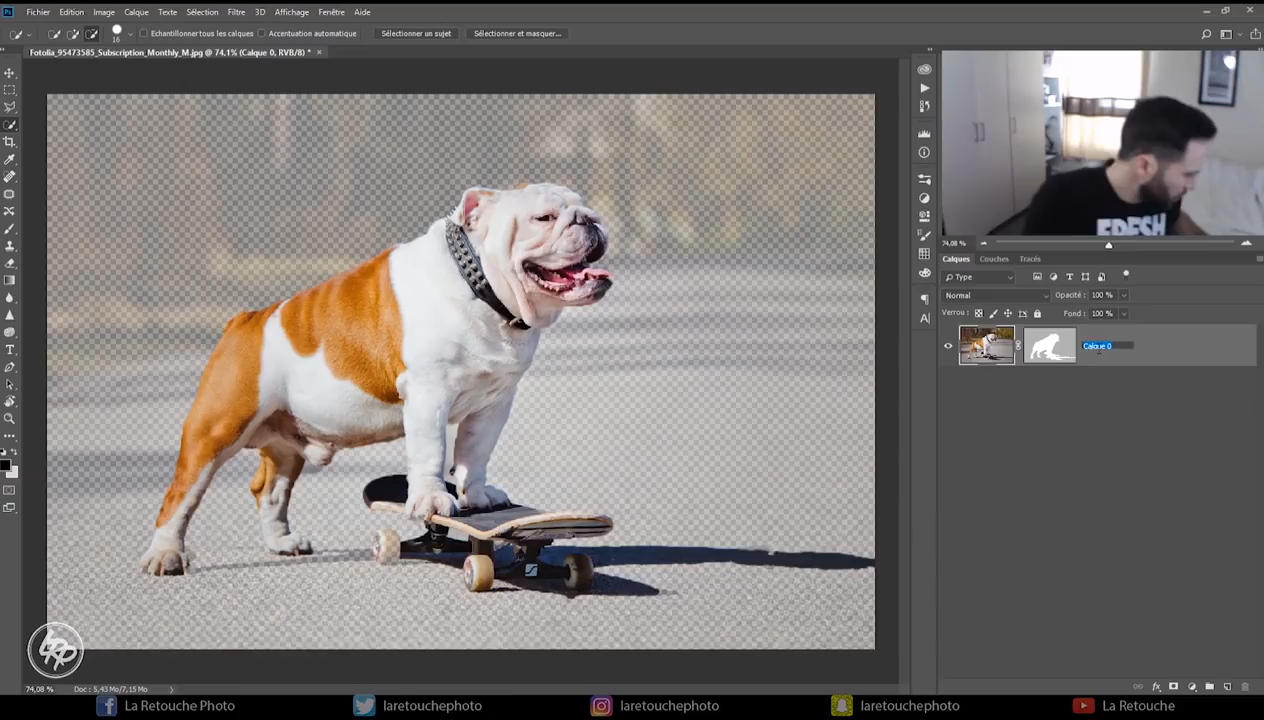 Fichier Edition Image Calque Texte Sélection Filtre 3D Affichage Fenêtre Aide
16 Echantillonner tous les calques Accentuation automatique Sélectionner un sujet Sélectionner et masquer...
Fotolia_95473585_Subscription_Monthly_M.jpg @ 74,1% (Calque 0, RVB/8) * ×
FRESH
74,08 %
Calques Couches Tracés
Type
Normal Opacité : 100 %
Verrou : Fond : 100 %
Calque 0
LRP
74,08 % Doc : 5,43 Mo/7,15 Mo
La Retouche Photo laretouchephoto laretouchephoto laretouchephoto La Retouche